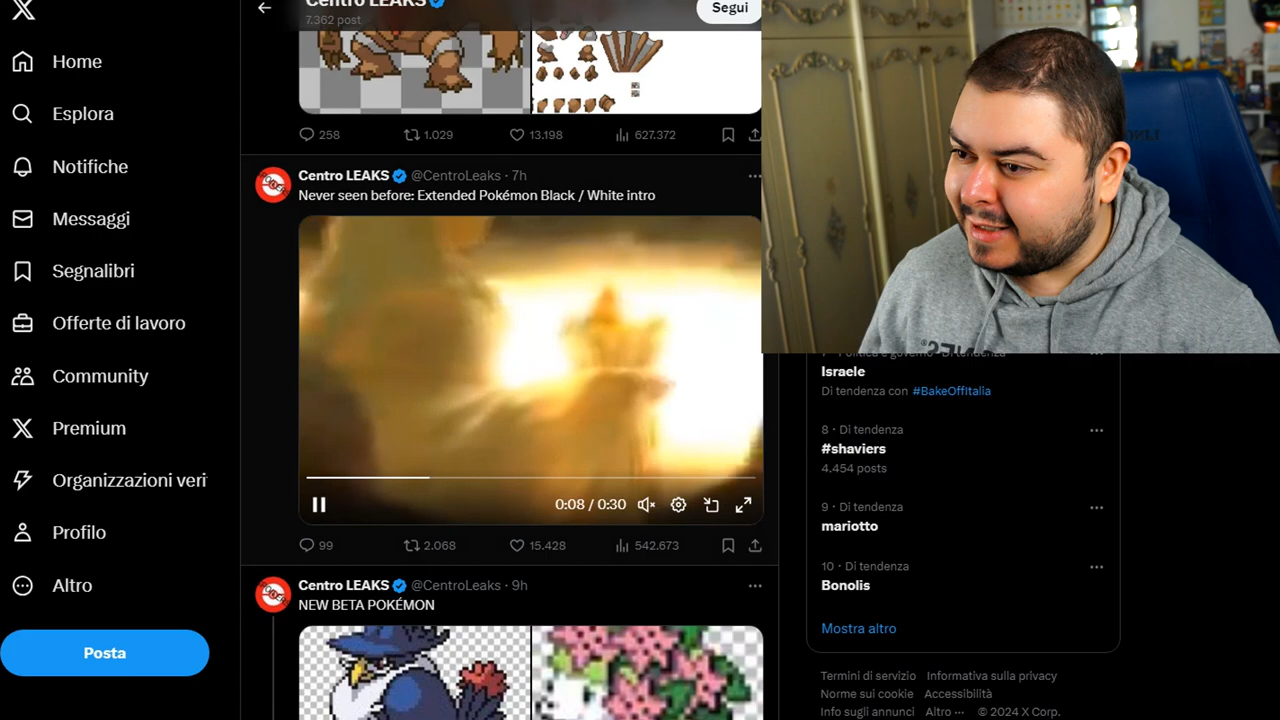 Home
Esplora
Notifiche
Messaggi
Segnalibri
Offerte di lavoro
Community
Premium
Organizzazioni veri
Profilo
Altro
Posta
Centro LEAKS
7.362 post
Segui
258
1.029
13.198
627.372
Centro LEAKS @CentroLeaks · 7h
Never seen before: Extended Pokémon Black / White intro
0:08 / 0:30
99
2.068
15.428
542.673
Centro LEAKS @CentroLeaks · 9h
NEW BETA POKÉMON
7 · Politica e governo · Di tendenza
Israele
Di tendenza con #BakeOffItalia
8 · Di tendenza
#shaviers
4.454 posts
9 · Di tendenza
mariotto
10 · Di tendenza
Bonolis
Mostra altro
Termini di servizio Informativa sulla privacy
Norme sui cookie Accessibilità
Info sugli annunci Altro ··· © 2024 X Corp.